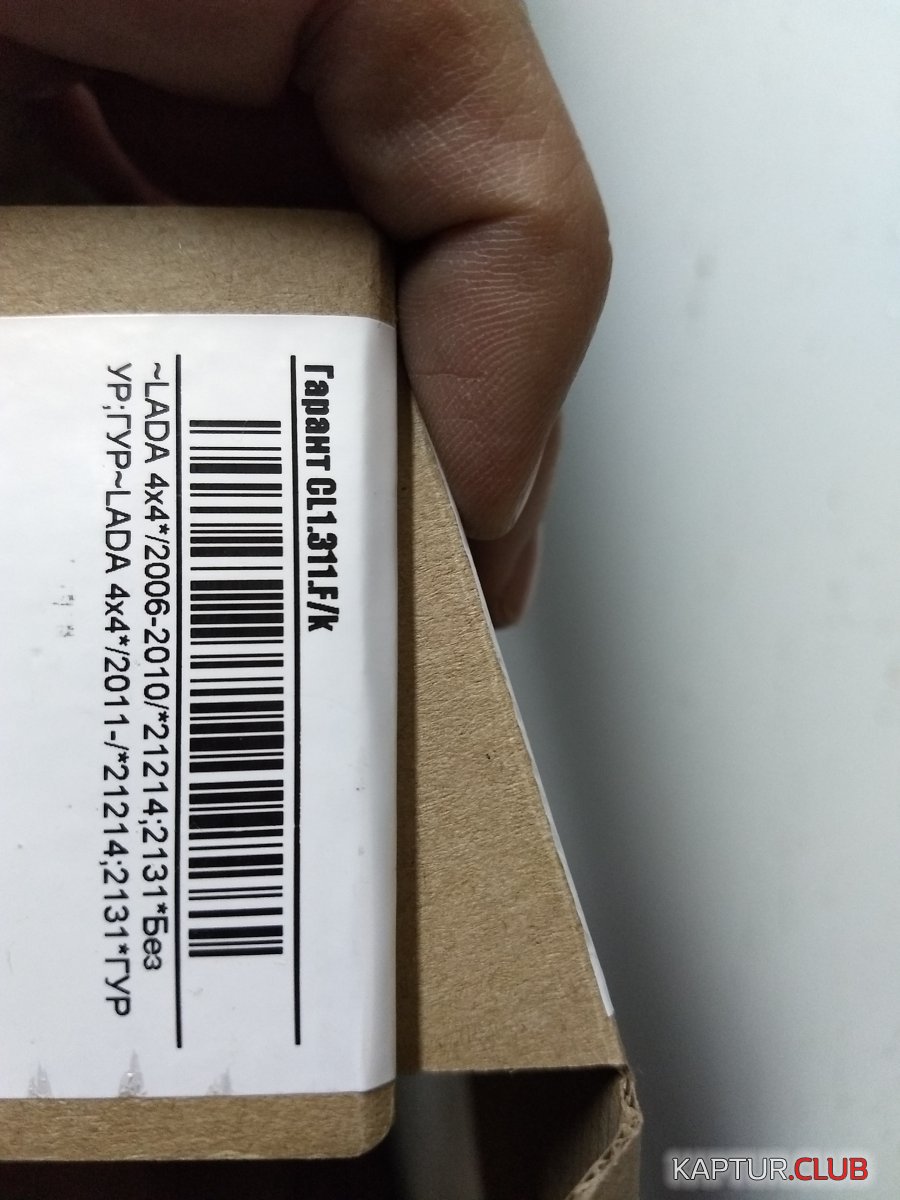 Гарант CL1.311.F/k
~LADA 4x4*/2006-2010/*21214;2131*Без
УР;ГУР~LADA 4x4*/2011-/*21214;2131*ГУР
KAPTUR.CLUB